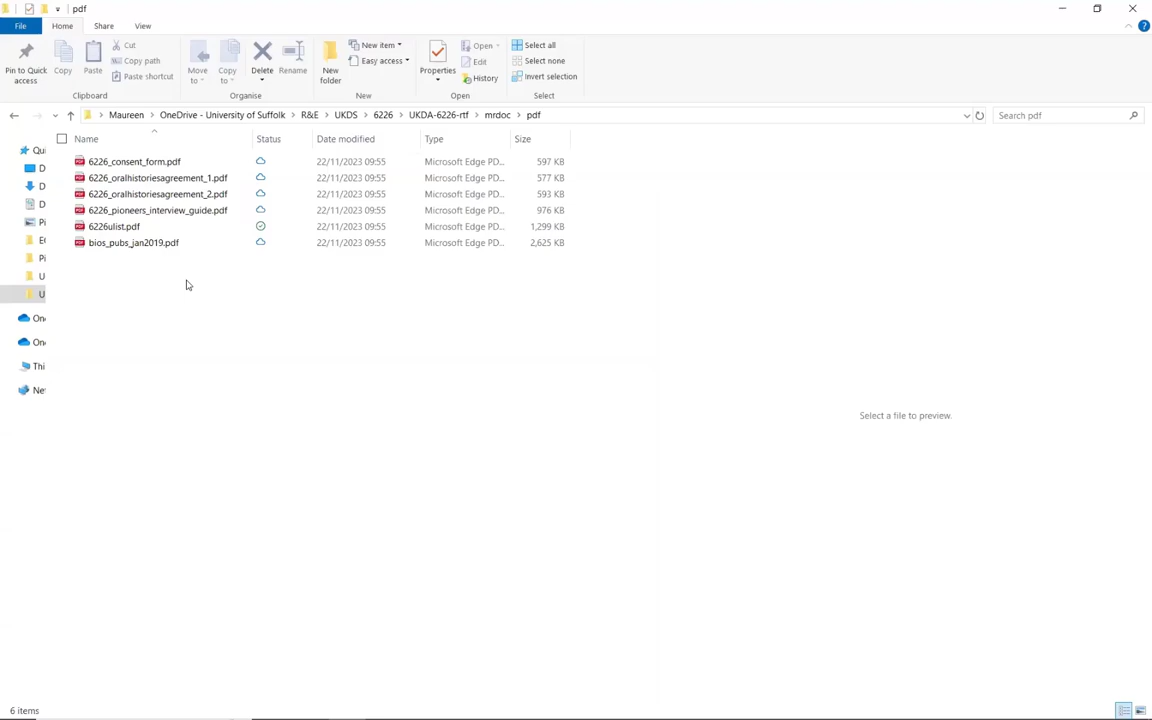 pdf
File Home Share View
Pin to Quick access
Copy
Paste
Cut
Copy path
Paste shortcut
Clipboard
Move to
Copy to
Delete
Rename
Organise
New folder
New item
Easy access
New
Properties
Open
Edit
History
Open
Select all
Select none
Invert selection
Select
Maureen > OneDrive - University of Suffolk > R&E > UKDS > 6226 > UKDA-6226-rtf > mrdoc > pdf
Search pdf
Name Status Date modified Type Size
6226_consent_form.pdf 22/11/2023 09:55 Microsoft Edge PD... 597 KB
6226_oralhistoriesagreement_1.pdf 22/11/2023 09:55 Microsoft Edge PD... 577 KB
6226_oralhistoriesagreement_2.pdf 22/11/2023 09:55 Microsoft Edge PD... 593 KB
6226_pioneers_interview_guide.pdf 22/11/2023 09:55 Microsoft Edge PD... 976 KB
6226ulist.pdf 22/11/2023 09:55 Microsoft Edge PD... 1,299 KB
bios_pubs_jan2019.pdf 22/11/2023 09:55 Microsoft Edge PD... 2,625 KB
Qui
D
D
D
Pi
E
Pi
U
U
One
One
Thi
Net
Select a file to preview.
6 items